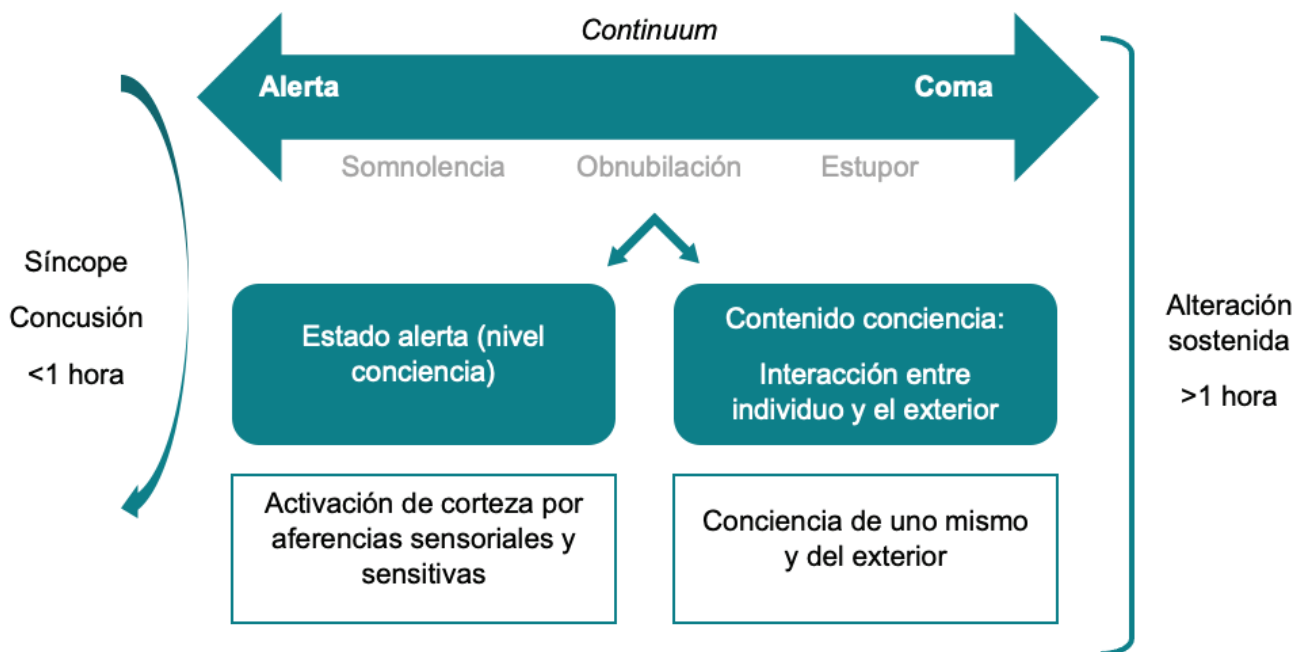 Continuum
Alerta
Coma
Somnolencia
Obnubilación
Estupor
Síncope
Concusión
<1 hora
Estado alerta (nivel
conciencia)
Contenido conciencia:
Interacción entre
individuo y el exterior
Alteración
sostenida
>1 hora
Activación de corteza por
aferencias sensoriales y
sensitivas
Conciencia de uno mismo
y del exterior